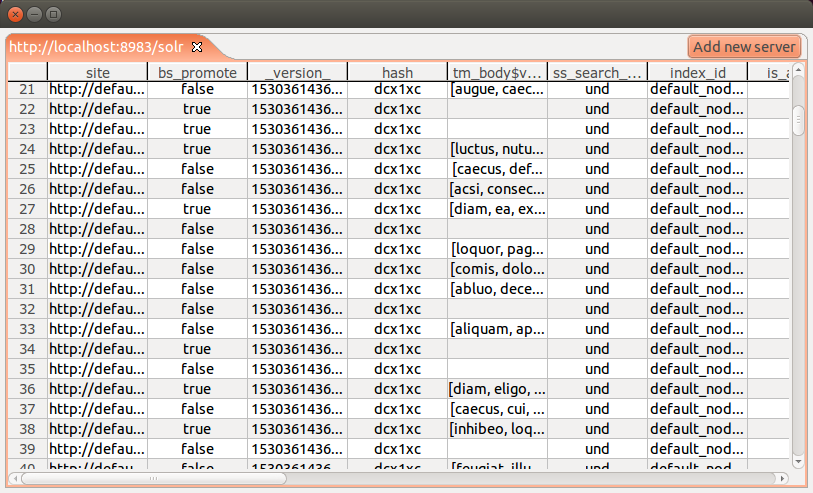 http://localhost:8983/solr Add new server
site bs_promote _version_ hash tm_body$v... ss_search_... index_id is_a
21 http://defau... false 1530361436... dcx1xc [augue, caec... und default_nod...
22 http://defau... true 1530361436... dcx1xc und default_nod...
23 http://defau... true 1530361436... dcx1xc und default_nod...
24 http://defau... true 1530361436... dcx1xc [luctus, nutu... und default_nod...
25 http://defau... false 1530361436... dcx1xc [caecus, def... und default_nod...
26 http://defau... false 1530361436... dcx1xc [acsi, consec... und default_nod...
27 http://defau... true 1530361436... dcx1xc [diam, ea, ex... und default_nod...
28 http://defau... false 1530361436... dcx1xc und default_nod...
29 http://defau... false 1530361436... dcx1xc [loquor, pag... und default_nod...
30 http://defau... false 1530361436... dcx1xc [comis, dolo... und default_nod...
31 http://defau... false 1530361436... dcx1xc [abluo, dece... und default_nod...
32 http://defau... false 1530361436... dcx1xc und default_nod...
33 http://defau... false 1530361436... dcx1xc [aliquam, ap... und default_nod...
34 http://defau... true 1530361436... dcx1xc und default_nod...
35 http://defau... false 1530361436... dcx1xc und default_nod...
36 http://defau... true 1530361436... dcx1xc [diam, eligo, ... und default_nod...
37 http://defau... false 1530361436... dcx1xc [caecus, cui, ... und default_nod...
38 http://defau... true 1530361436... dcx1xc [inhibeo, loq... und default_nod...
39 http://defau... false 1530361436... dcx1xc und default_nod...
40 http://defau... false 1530361436... dcx1xc [feugiat, illu... und default_nod...